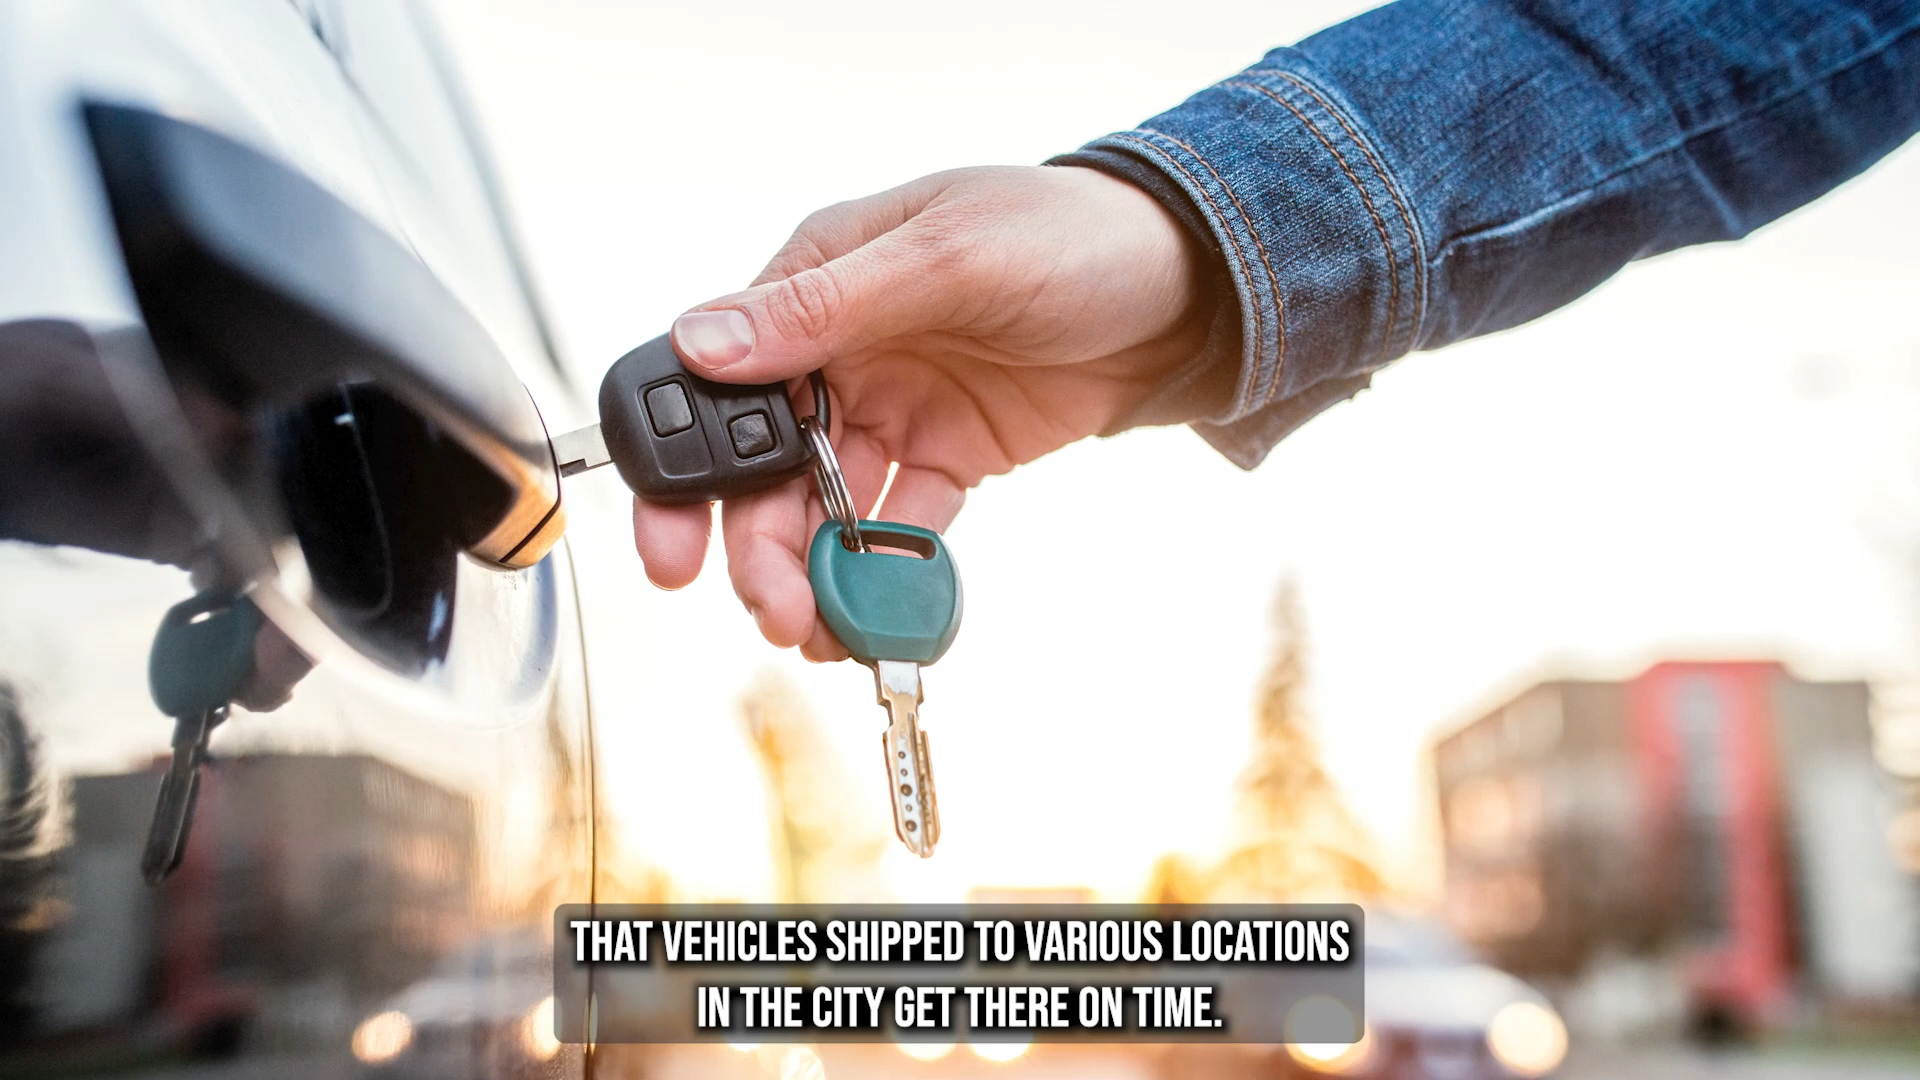 THAT VEHICLES SHIPPED TO VARIOUS LOCATIONS
IN THE CITY GET THERE ON TIME.